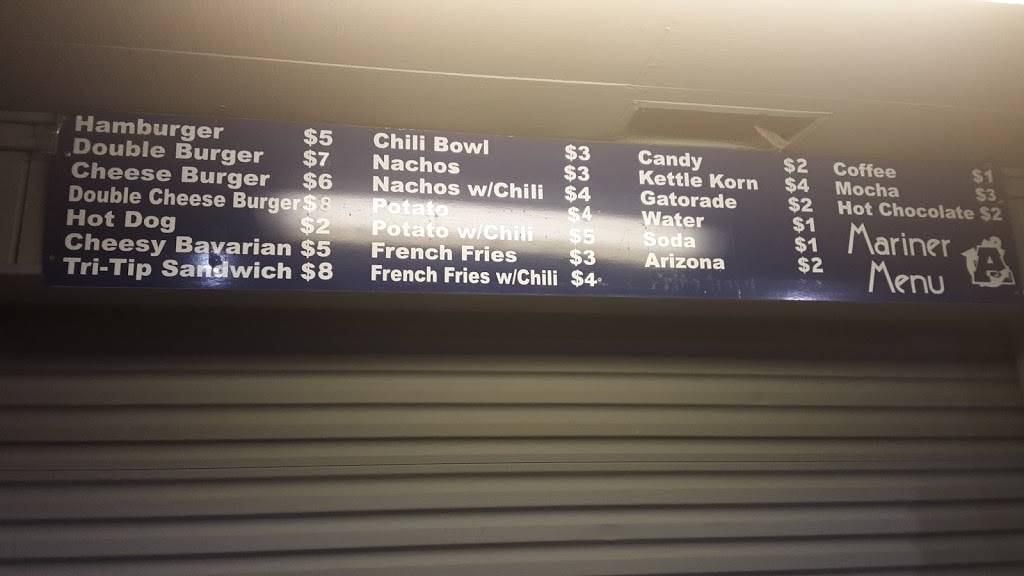 Hamburger $5
Double Burger $7
Cheese Burger $6
Double Cheese Burger $8
Hot Dog $2
Cheesy Bavarian $5
Tri-Tip Sandwich $8
Chili Bowl $3
Nachos $3
Nachos w/Chili $4
Potato $4
Potato w/Chili $5
French Fries $3
French Fries w/Chili $4
Candy $2
Kettle Korn $4
Gatorade $2
Water $1
Soda $1
Arizona $2
Coffee $1
Mocha $3
Hot Chocolate $2
Mariner
Menu
A